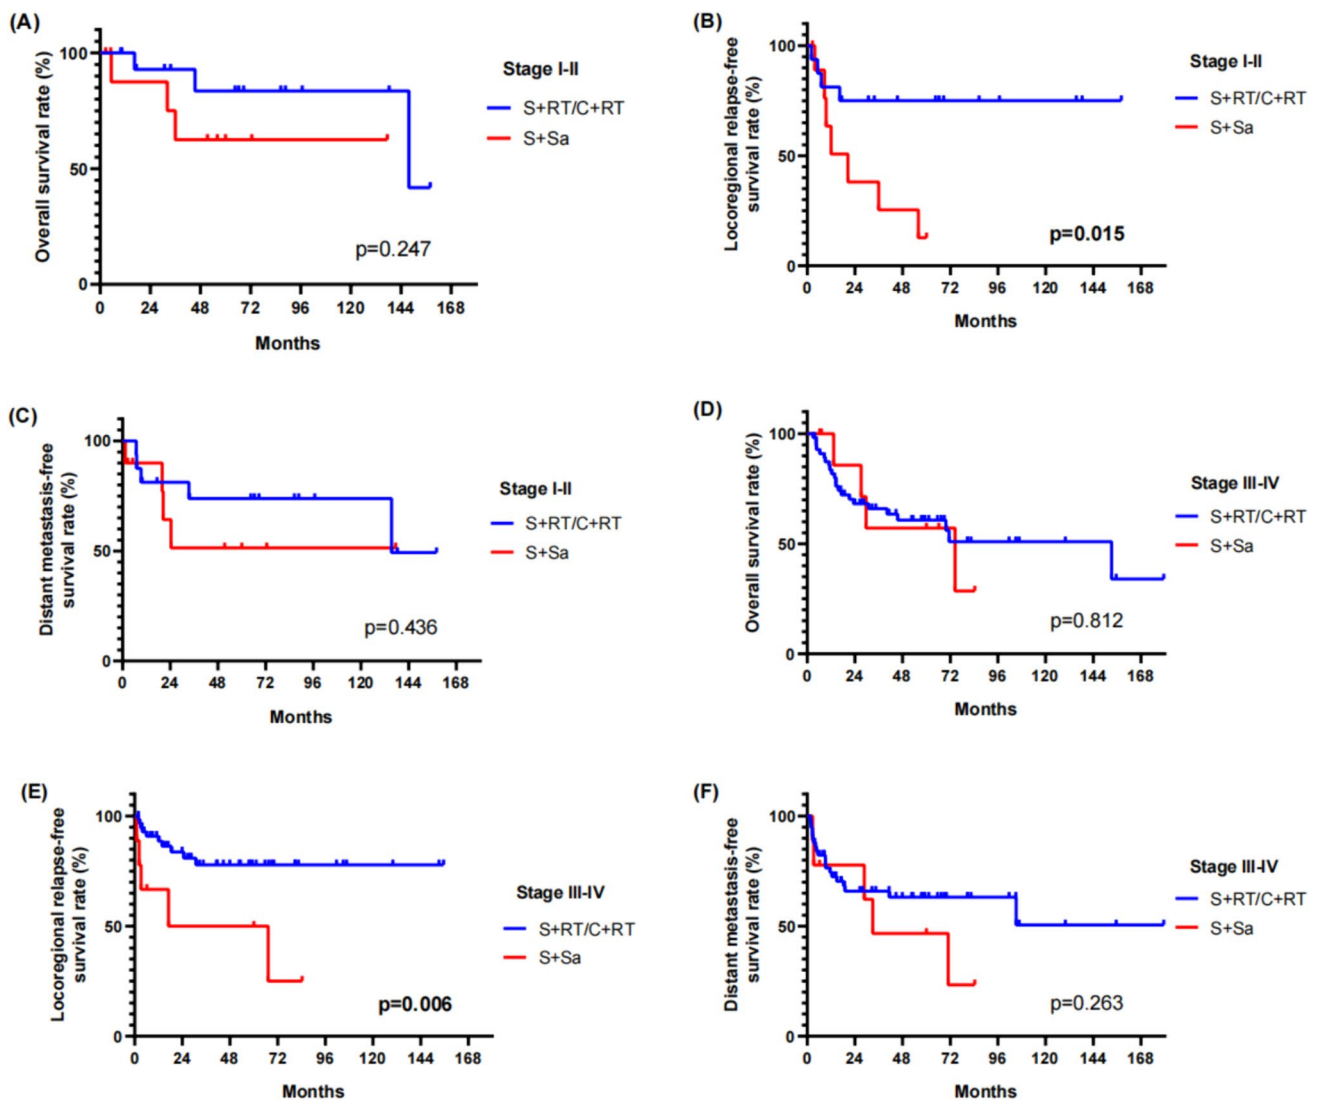 (A)
Overall survival rate (%)
100
50
0
0 24 48 72 96 120 144 168
Months
Stage I-II
S+RT/C+RT
S+Sa
p=0.247
(B)
Locoregional relapse-free
survival rate (%)
100
50
0
0 24 48 72 96 120 144 168
Months
Stage I-II
S+RT/C+RT
S+Sa
p=0.015
(C)
Distant metastasis-free
survival rate (%)
100
50
0
0 24 48 72 96 120 144 168
Months
Stage I-II
S+RT/C+RT
S+Sa
p=0.436
(D)
Overall survival rate (%)
100
50
0
0 24 48 72 96 120 144 168
Months
Stage III-IV
S+RT/C+RT
S+Sa
p=0.812
(E)
Locoregional relapse-free
survival rate (%)
100
50
0
0 24 48 72 96 120 144 168
Months
Stage III-IV
S+RT/C+RT
S+Sa
p=0.006
(F)
Distant metastasis-free
survival rate (%)
100
50
0
0 24 48 72 96 120 144 168
Months
Stage III-IV
S+RT/C+RT
S+Sa
p=0.263